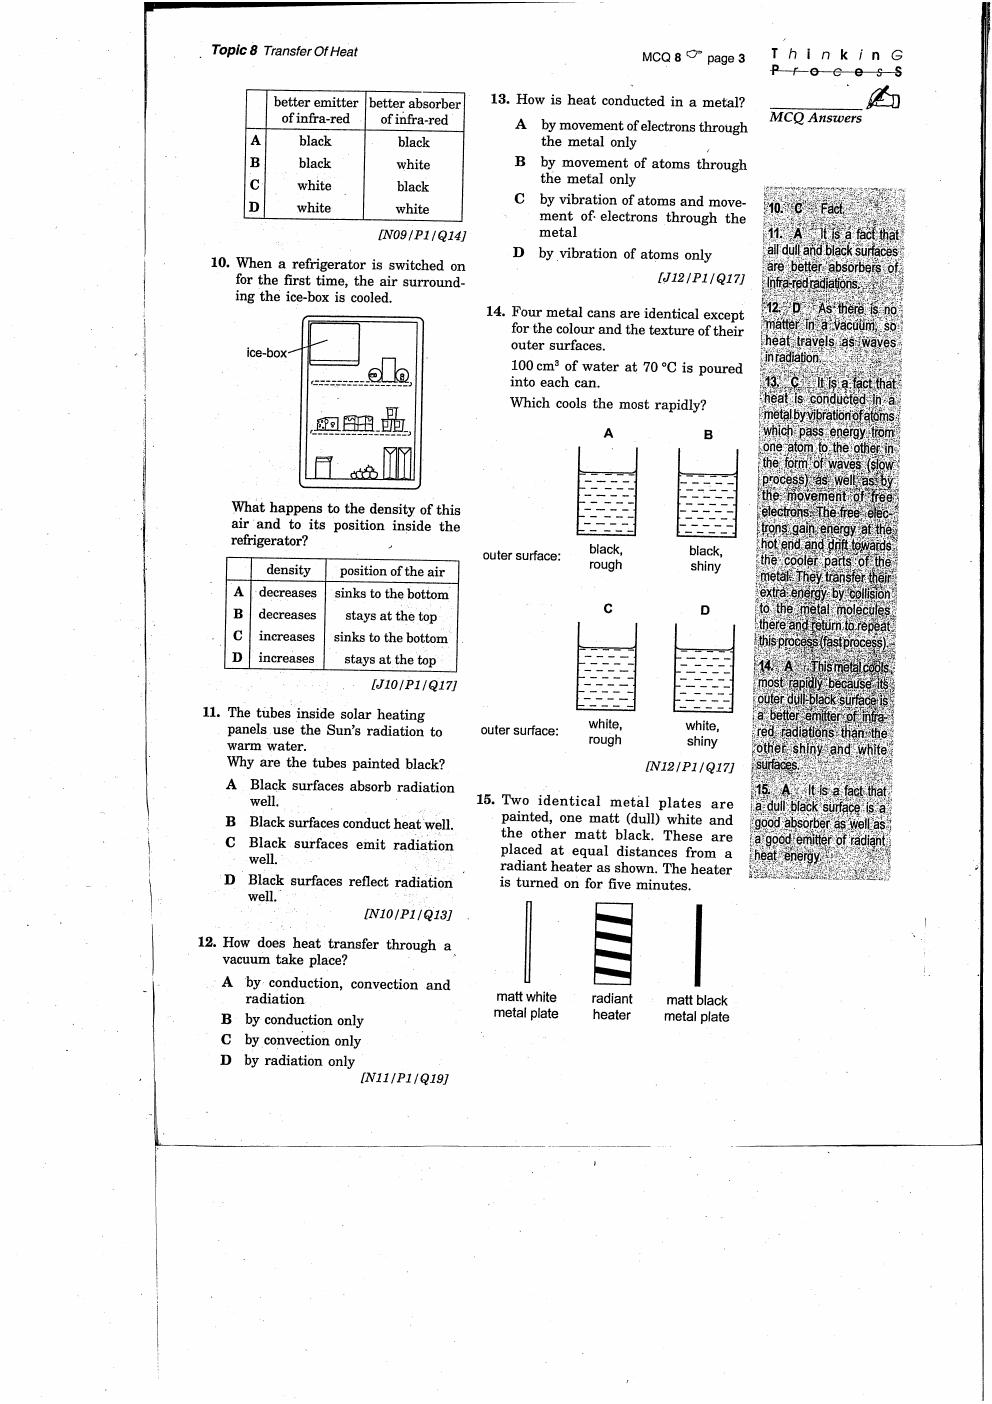 Topic 8 Transfer Of Heat
MCQ 8 ☞ page 3
ThinkinG
ProcesS
MCQ Answers
better emitter of infra-red | better absorber of infra-red
A black black
B black white
C white black
D white white
[N09/P1/Q14]
10. When a refrigerator is switched on
for the first time, the air surround-
ing the ice-box is cooled.
ice-box
What happens to the density of this
air and to its position inside the
refrigerator?
density | position of the air
A decreases sinks to the bottom
B decreases stays at the top
C increases sinks to the bottom
D increases stays at the top
[J10/P1/Q17]
11. The tubes inside solar heating
panels use the Sun's radiation to
warm water.
Why are the tubes painted black?
A Black surfaces absorb radiation
well.
B Black surfaces conduct heat well.
C Black surfaces emit radiation
well.
D Black surfaces reflect radiation
well.
[N10/P1/Q13]
12. How does heat transfer through a
vacuum take place?
A by conduction, convection and
radiation
B by conduction only
C by convection only
D by radiation only
[N11/P1/Q19]
13. How is heat conducted in a metal?
A by movement of electrons through
the metal only
B by movement of atoms through
the metal only
C by vibration of atoms and move-
ment of electrons through the
metal
D by vibration of atoms only
[J12/P1/Q17]
14. Four metal cans are identical except
for the colour and the texture of their
outer surfaces.
100 cm³ of water at 70 °C is poured
into each can.
Which cools the most rapidly?
A B
outer surface: black, rough black, shiny
C D
outer surface: white, rough white, shiny
[N12/P1/Q17]
15. Two identical metal plates are
painted, one matt (dull) white and
the other matt black. These are
placed at equal distances from a
radiant heater as shown. The heater
is turned on for five minutes.
matt white metal plate
radiant heater
matt black metal plate
10. C Fact.
11. A It is a fact that
all dull and black surfaces
are better absorbers of
infra-red radiations.
12. D As there is no
matter in a vacuum, so
heat travels as waves
in radiation.
13. C It is a fact that
heat is conducted in a
metal by vibration of atoms
which pass energy from
one atom to the other in
the form of waves (slow
process) as well as by
the movement of free
electrons. The free elec-
trons gain energy at the
hot end and drift towards
the cooler parts of the
metal. They transfer their
extra energy by collision
to the metal molecules
there and return to repeat
this process (fast process).
14. A This metal cools
most rapidly because its
outer dull-black surface is
a better emitter of infra-
red radiations than the
other shiny and white
surfaces.
15. A It is a fact that
a dull black surface is a
good absorber as well as
a good emitter of radiant
heat energy.